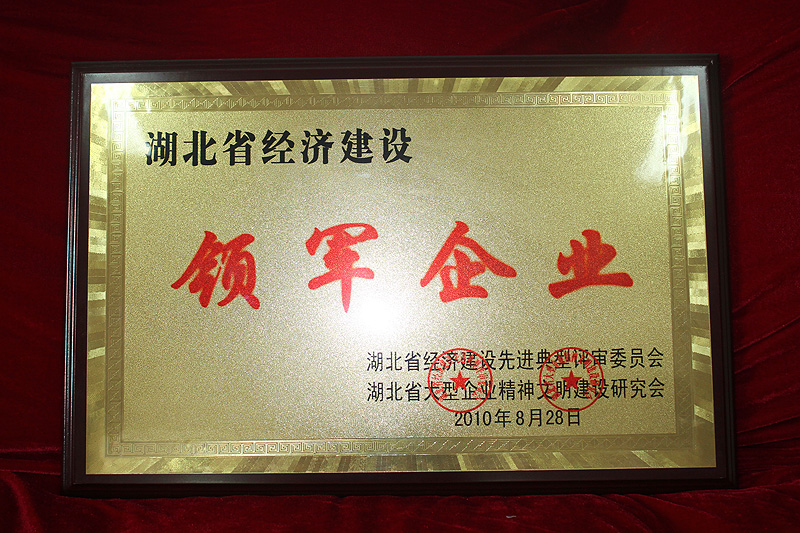 湖北省经济建设
领军企业
湖北省经济建设先进典型评审委员会
湖北省大型企业精神文明建设研究会
2010年8月28日